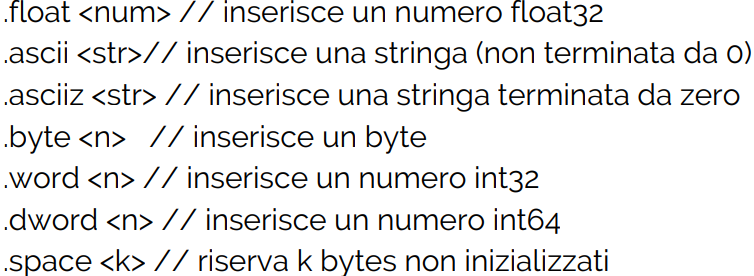 .float <num> // inserisce un numero float32
.ascii <str>// inserisce una stringa (non terminata da 0)
.asciiz <str> // inserisce una stringa terminata da zero
.byte <n>   // inserisce un byte
.word <n> // inserisce un numero int32
.dword <n> // inserisce un numero int64
.space <k> // riserva k bytes non inizializzati